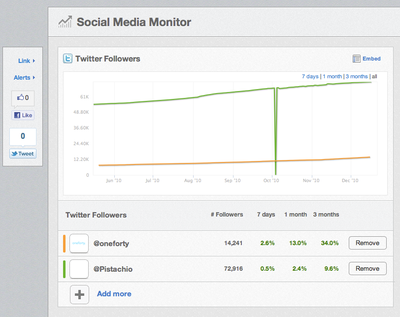 Social Media Monitor
Link
Alerts
0
Like
0
Tweet
Twitter Followers
Embed
7 days | 1 month | 3 months | all
61K
48.80K
36.60K
12.20K
0
Jun '10 Jul '10 Aug '10 Sep '10 Oct '10 Nov '10 Dec '10
Twitter Followers # Followers 7 days 1 month 3 months
@oneforty 14,241 2.6% 13.0% 34.0% Remove
@Pistachio 72,916 0.5% 2.4% 9.6% Remove
Add more